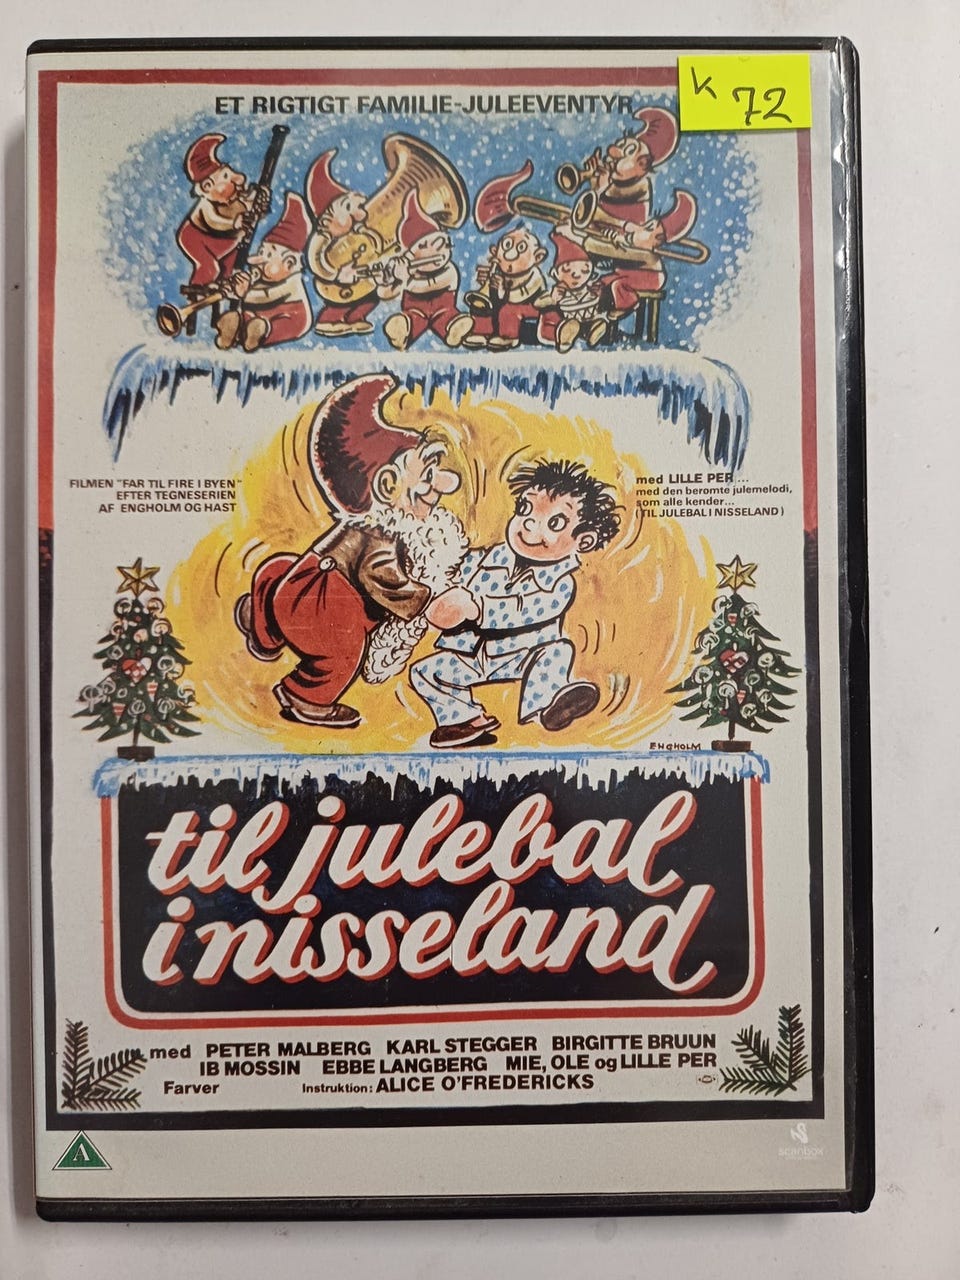 ET RIGTIGT FAMILIE-JULEEVENTYR
K 72
FILMEN "FAR TIL FIRE I BYEN"
EFTER TEGNESERIEN
AF ENGHOLM OG HAST
med LILLE PER...
med den berømte julemelodi,
som alle kender...
(TIL JULEBAL I NISSELAND)
ENGHOLM
til julebal
i nisseland
med PETER MALBERG KARL STEGGER BIRGITTE BRUUN
IB MOSSIN EBBE LANGBERG MIE, OLE og LILLE PER
Farver Instruktion: ALICE O'FREDERICKS
A
scanbox